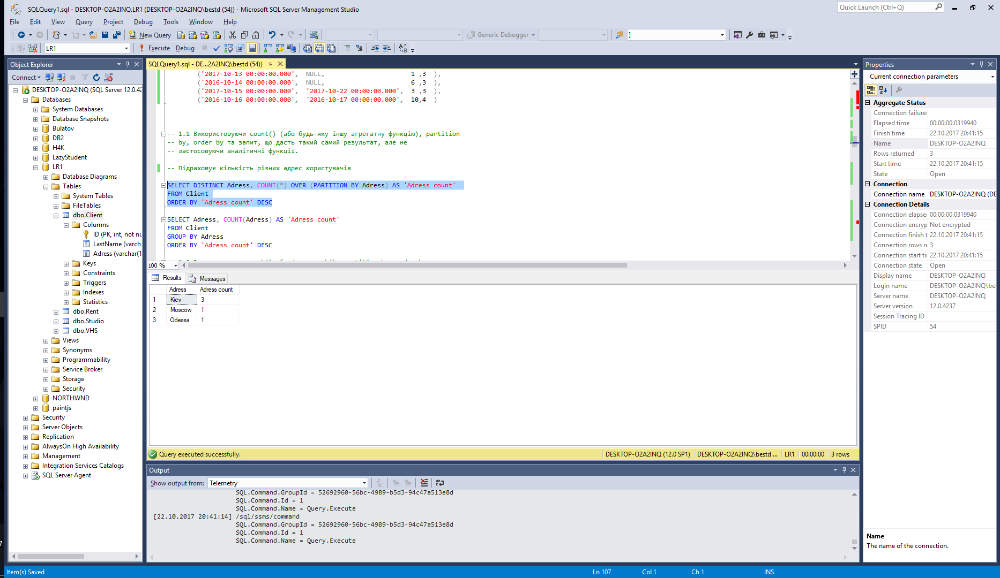 SQLQuery1.sql - DESKTOP-O2A2INQ.LR1 (DESKTOP-O2A2INQ\bestd (54)) - Microsoft SQL Server Management Studio
Quick Launch (Ctrl+Q)
File Edit View Query Project Debug Tools Window Help
New Query
Generic Debugger
]
LR1
Execute Debug
Object Explorer
Connect
DESKTOP-O2A2INQ (SQL Server 12.0.42
Databases
System Databases
Database Snapshots
Bulatov
DB2
H4K
LazyStudent
LR1
Database Diagrams
Tables
System Tables
FileTables
dbo.Client
Columns
ID (PK, int, not nu
LastName (varch
Adress (varchar(1
Keys
Constraints
Triggers
Indexes
Statistics
dbo.Rent
dbo.Studio
dbo.VHS
Views
Synonyms
Programmability
Service Broker
Storage
Security
NORTHWND
paintjs
Security
Server Objects
Replication
AlwaysOn High Availability
Management
Integration Services Catalogs
SQL Server Agent
SQLQuery1.sql - DE...2A2INQ\bestd (54))
('2017-10-13 00:00:00.000', NULL, 1 ,3 ),
('2016-10-14 00:00:00.000', NULL, 6 ,3 ),
('2017-10-15 00:00:00.000', '2017-10-22 00:00:00.000', 3 ,3 ),
('2016-10-16 00:00:00.000', '2016-10-17 00:00:00.000', 10,4 )
-- 1.1 Використовуючи count() (або будь-яку іншу агрегатну функцію), partition
-- by, order by та запит, що дасть такий самий результат, але не
-- застосовуючи аналітичні функції.
-- Підраховує кількість різних адрес користувачів
SELECT DISTINCT Adress, COUNT(*) OVER (PARTITION BY Adress) AS 'Adress count'
FROM Client
ORDER BY 'Adress count' DESC
SELECT Adress, COUNT(Adress) AS 'Adress count'
FROM Client
GROUP BY Adress
ORDER BY 'Adress count' DESC
100 %
Results Messages
Adress Adress count
1 Kiev 3
2 Moscow 1
3 Odessa 1
Query executed successfully.
DESKTOP-O2A2INQ (12.0 SP1) DESKTOP-O2A2INQ\bestd ... LR1 00:00:00 3 rows
Output
Show output from: Telemetry
SQL.Command.GroupId = 52692960-56bc-4989-b5d3-94c47a513e8d
SQL.Command.Id = 1
SQL.Command.Name = Query.Execute
[22.10.2017 20:41:14] /sql/ssms/command
SQL.Command.GroupId = 52692960-56bc-4989-b5d3-94c47a513e8d
SQL.Command.Id = 1
SQL.Command.Name = Query.Execute
Properties
Current connection parameters
Aggregate Status
Connection failures
Elapsed time 00:00:00.0319940
Finish time 22.10.2017 20:41:15
Name DESKTOP-O2A2INQ
Rows returned 3
Start time 22.10.2017 20:41:15
State Open
Connection
Connection name DESKTOP-O2A2INQ (DE
Connection Details
Connection elapse 00:00:00.0319940
Connection encryp Not encrypted
Connection finish t 22.10.2017 20:41:15
Connection rows re 3
Connection start ti 22.10.2017 20:41:15
Connection state Open
Display name DESKTOP-O2A2INQ
Login name DESKTOP-O2A2INQ\be
Server name DESKTOP-O2A2INQ
Server version 12.0.4237
Session Tracing ID
SPID 54
Name
The name of the connection.
Item(s) Saved Ln 107 Col 1 Ch 1 INS